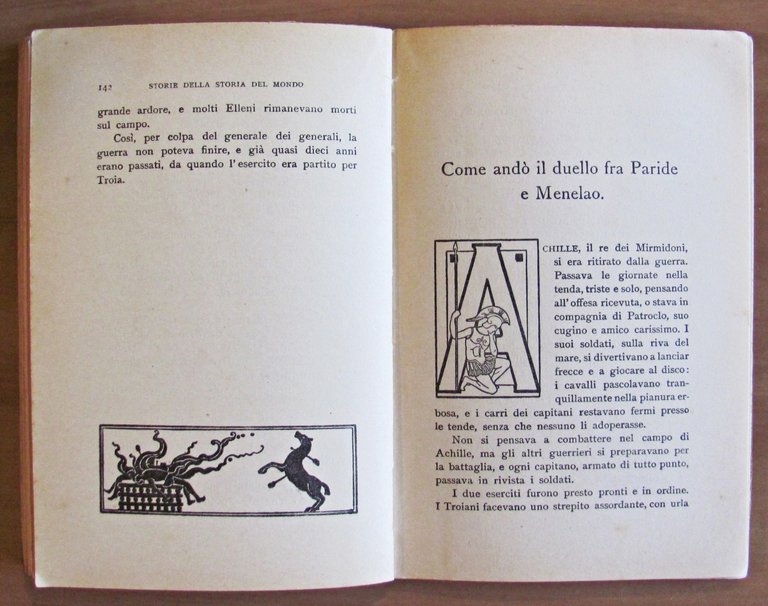 142 STORIE DELLA STORIA DEL MONDO
grande ardore, e molti Elleni rimanevano morti
sul campo.
Così, per colpa del generale dei generali, la
guerra non poteva finire, e già quasi dieci anni
erano passati, da quando l'esercito era partito per
Troia.
Come andò il duello fra Paride
e Menelao.
ACHILLE, il re dei Mirmidoni,
si era ritirato dalla guerra.
Passava le giornate nella
tenda, triste e solo, pensando
all'offesa ricevuta, o stava in
compagnia di Patroclo, suo
cugino e amico carissimo. I
suoi soldati, sulla riva del
mare, si divertivano a lanciar
frecce e a giocare al disco:
i cavalli pascolavano tran-
quillamente nella pianura er-
bosa, e i carri dei capitani restavano fermi presso
le tende, senza che nessuno li adoperasse.
Non si pensava a combattere nel campo di
Achille, ma gli altri guerrieri si preparavano per
la battaglia, e ogni capitano, armato di tutto punto,
passava in rivista i soldati.
I due eserciti furono presto pronti e in ordine.
I Troiani facevano uno strepito assordante, con urla